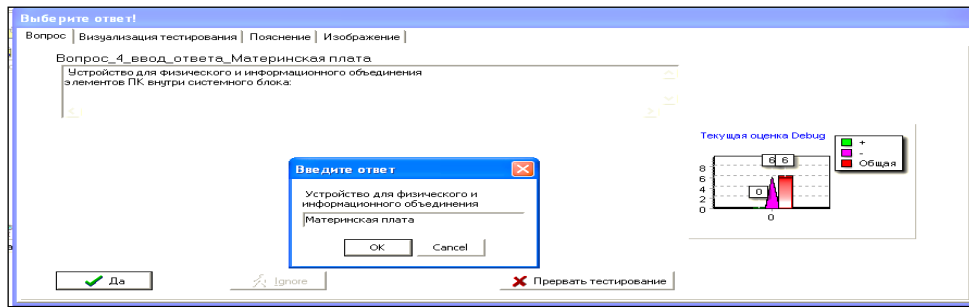 Выберите ответ!
Вопрос Визуализация тестирования Пояснение Изображение
Вопрос_4_ввод_ответа_Материнская плата
Устройство для физического и информационного объединения
элементов ПК внутри системного блока:
Текущая оценка Debug
+
-
Общая
8
6
4
2
0
0
6 6
0
Введите ответ
Устройство для физического и
информационного объединения
Материнская плата
OK Cancel
Да Ignore Прервать тестирование